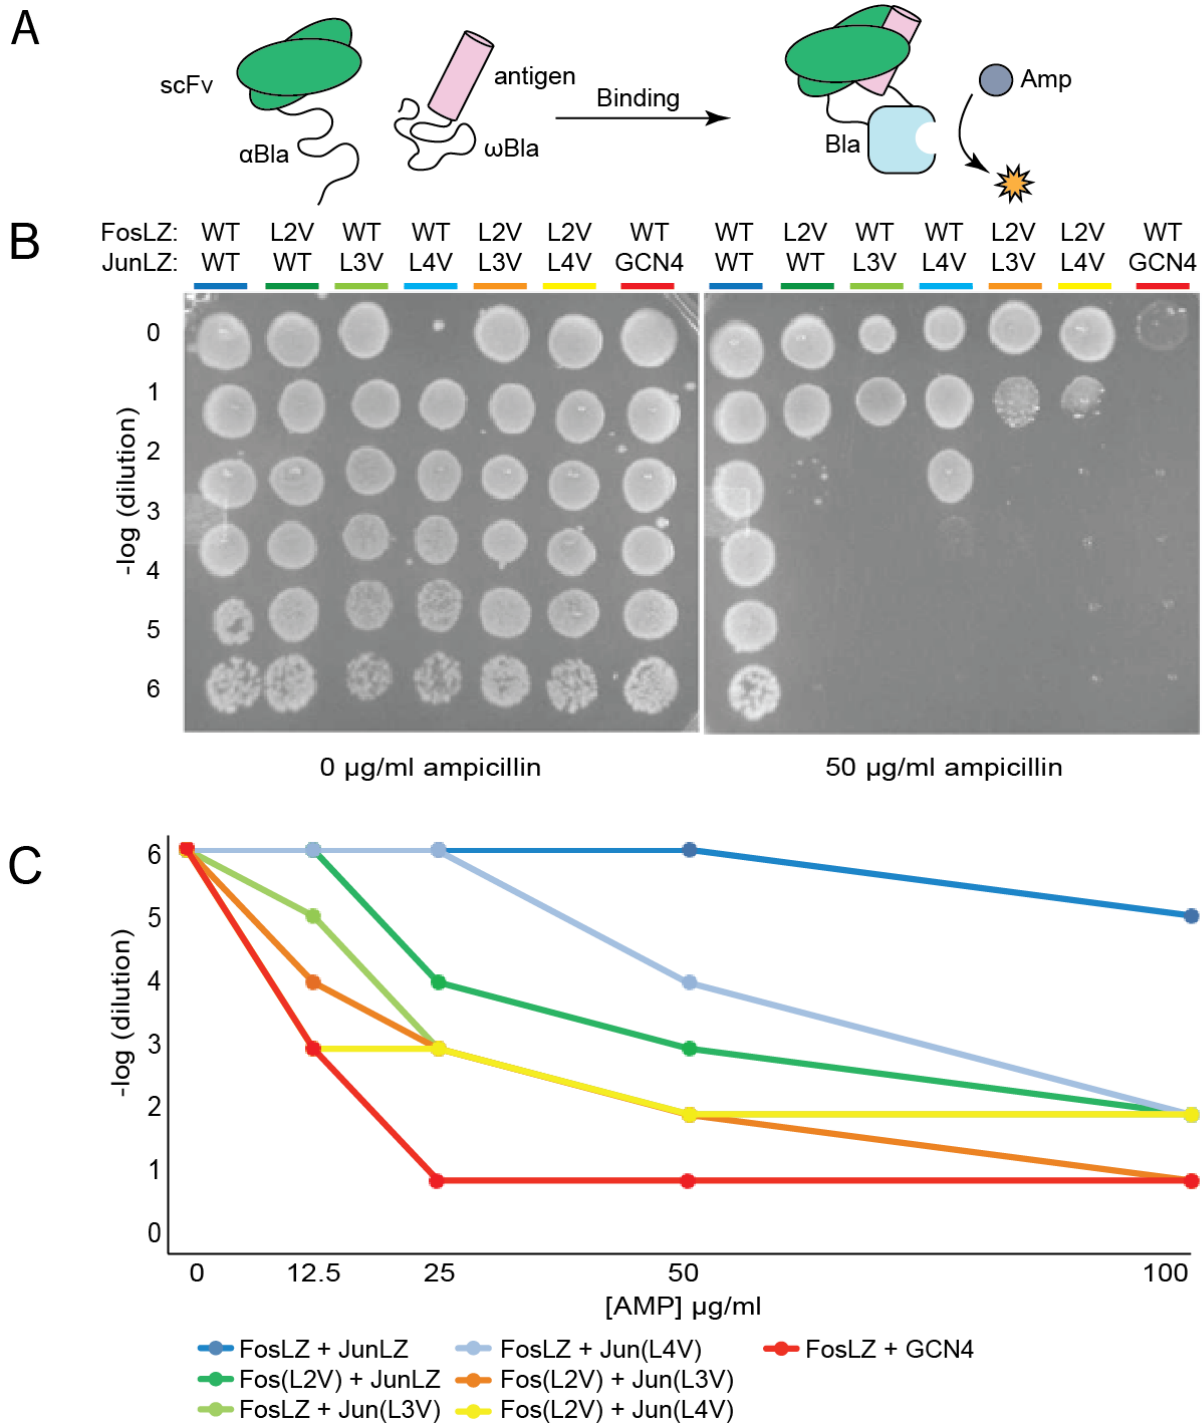 A
scFv
αBla
antigen
ωBla
Binding
Bla
Amp
B
FosLZ: WT L2V WT WT L2V L2V WT WT L2V WT WT L2V L2V WT
JunLZ: WT WT L3V L4V L3V L4V GCN4 WT WT L3V L4V L3V L4V GCN4
-log (dilution)
0
1
2
3
4
5
6
0 µg/ml ampicillin
50 µg/ml ampicillin
C
-log (dilution)
6
5
4
3
2
1
0
0 12.5 25 50 100
[AMP] µg/ml
FosLZ + JunLZ FosLZ + Jun(L4V) FosLZ + GCN4
Fos(L2V) + JunLZ Fos(L2V) + Jun(L3V)
FosLZ + Jun(L3V) Fos(L2V) + Jun(L4V)